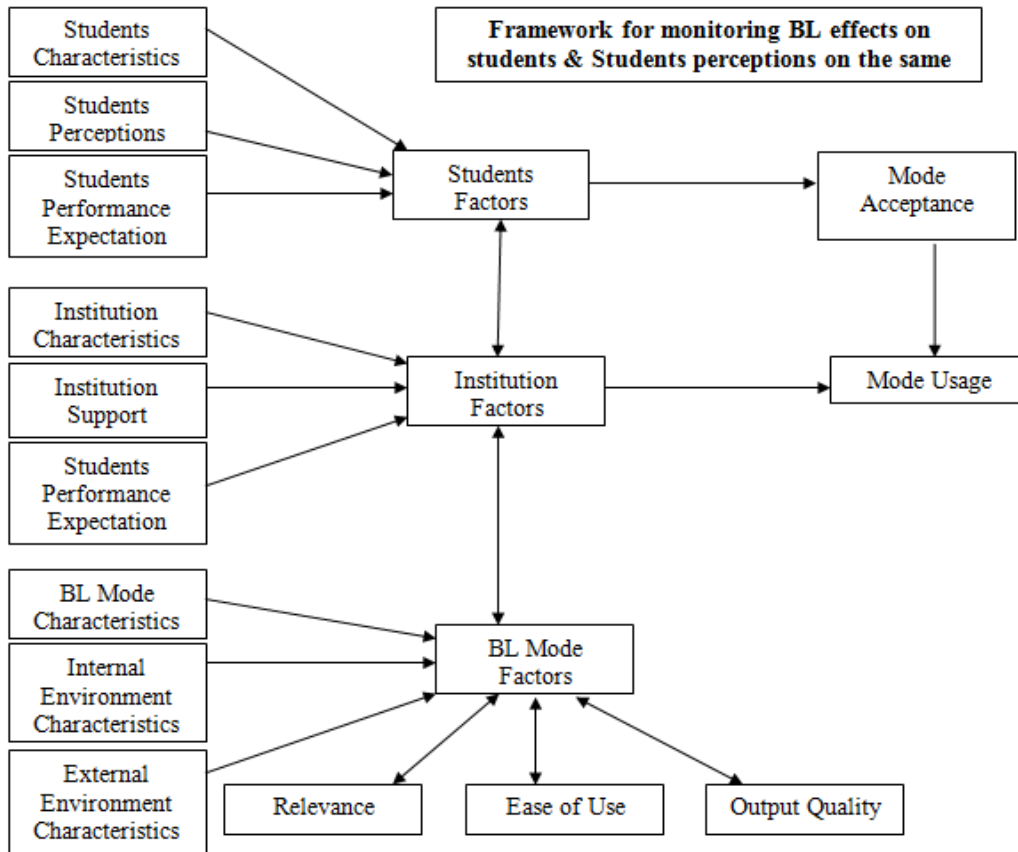 Framework for monitoring BL effects on
students & Students perceptions on the same
Students
Characteristics
Students
Perceptions
Students
Performance
Expectation
Students
Factors
Mode
Acceptance
Institution
Characteristics
Institution
Support
Students
Performance
Expectation
Institution
Factors
Mode Usage
BL Mode
Characteristics
Internal
Environment
Characteristics
External
Environment
Characteristics
BL Mode
Factors
Relevance
Ease of Use
Output Quality